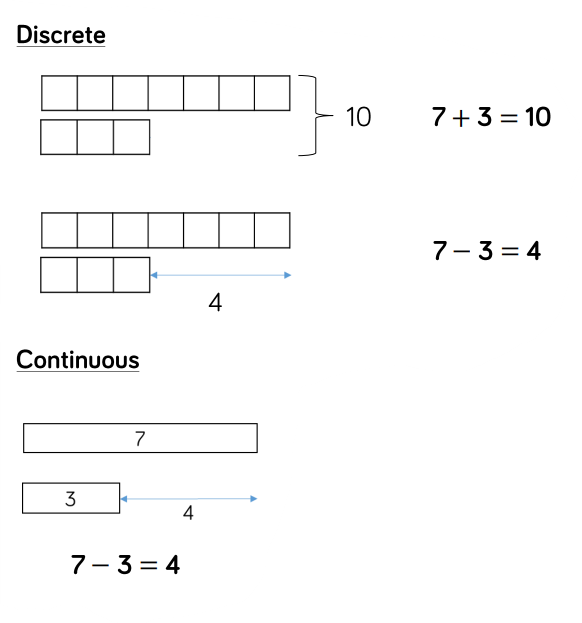 Discrete
10
7 + 3 = 10
7 − 3 = 4
4
Continuous
7
3
4
7 − 3 = 4